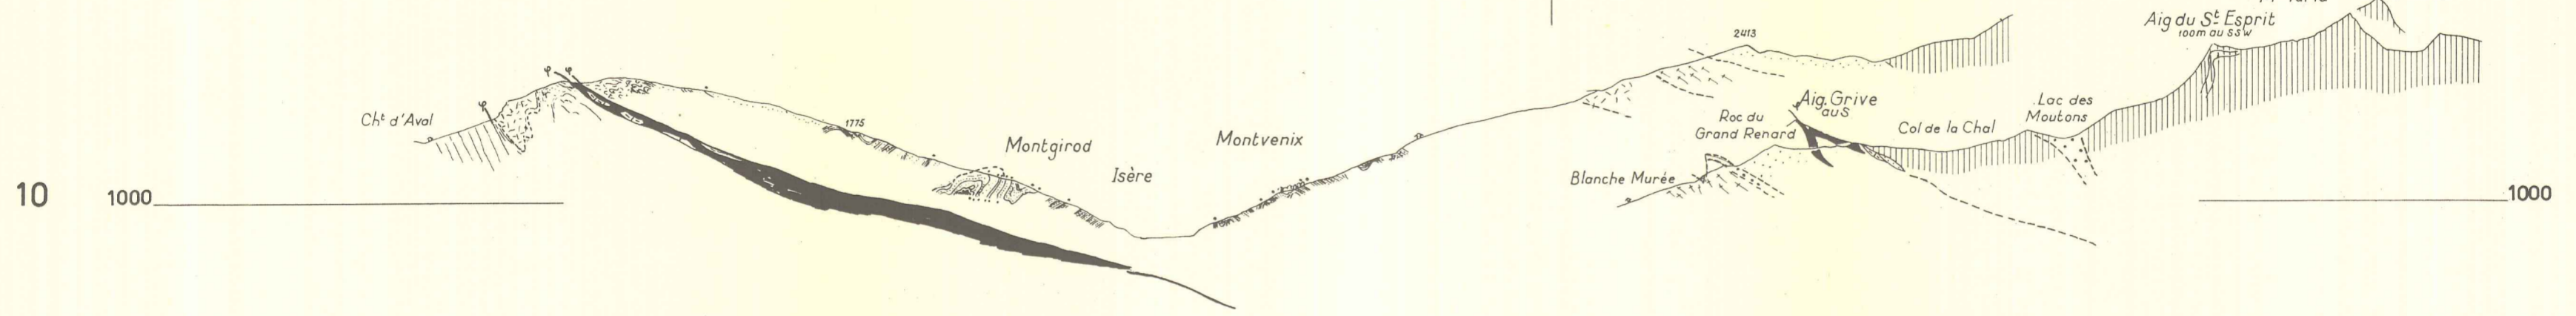 Aig du St Esprit
100m au SSW
2413
Aig. Grive
au S
Lac des
Moutons
Roc du
Grand Renard
Col de la Chal
Cht d'Aval
1775
Montgirod
Montvenix
Isère
Blanche Murée
10
1000
1000